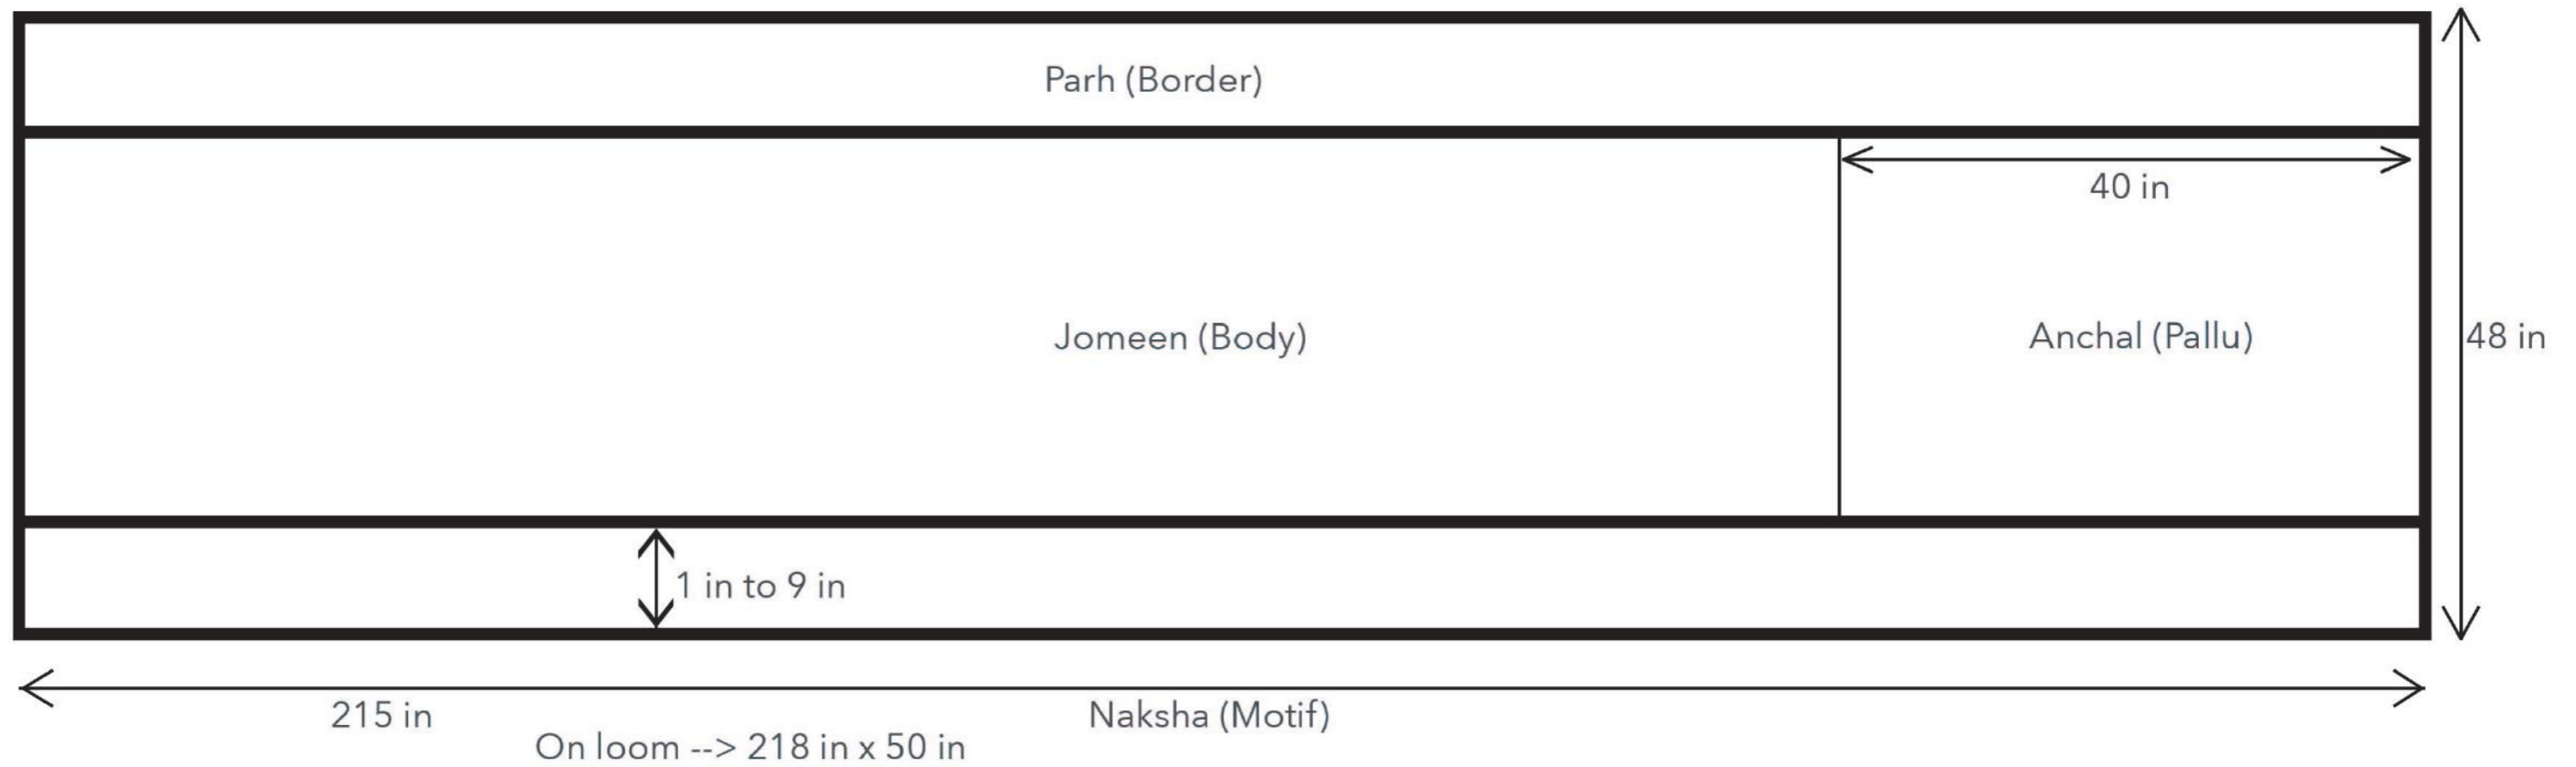 Parh (Border)
40 in
Jomeen (Body)
Anchal (Pallu)
48 in
1 in to 9 in
215 in
Naksha (Motif)
On loom --> 218 in x 50 in